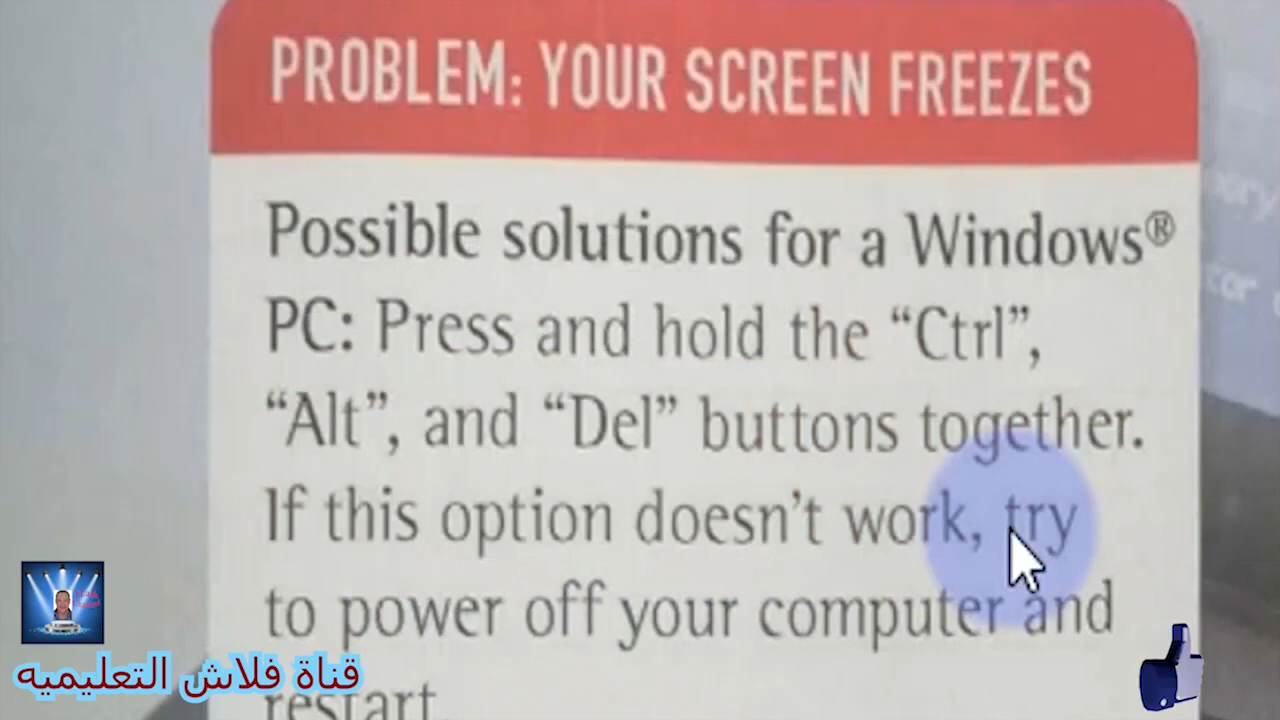 PROBLEM: YOUR SCREEN FREEZES
Possible solutions for a Windows®
PC: Press and hold the “Ctrl”,
“Alt”, and “Del” buttons together.
If this option doesn’t work, try
to power off your computer and
restart
قناة فلاش التعليميه